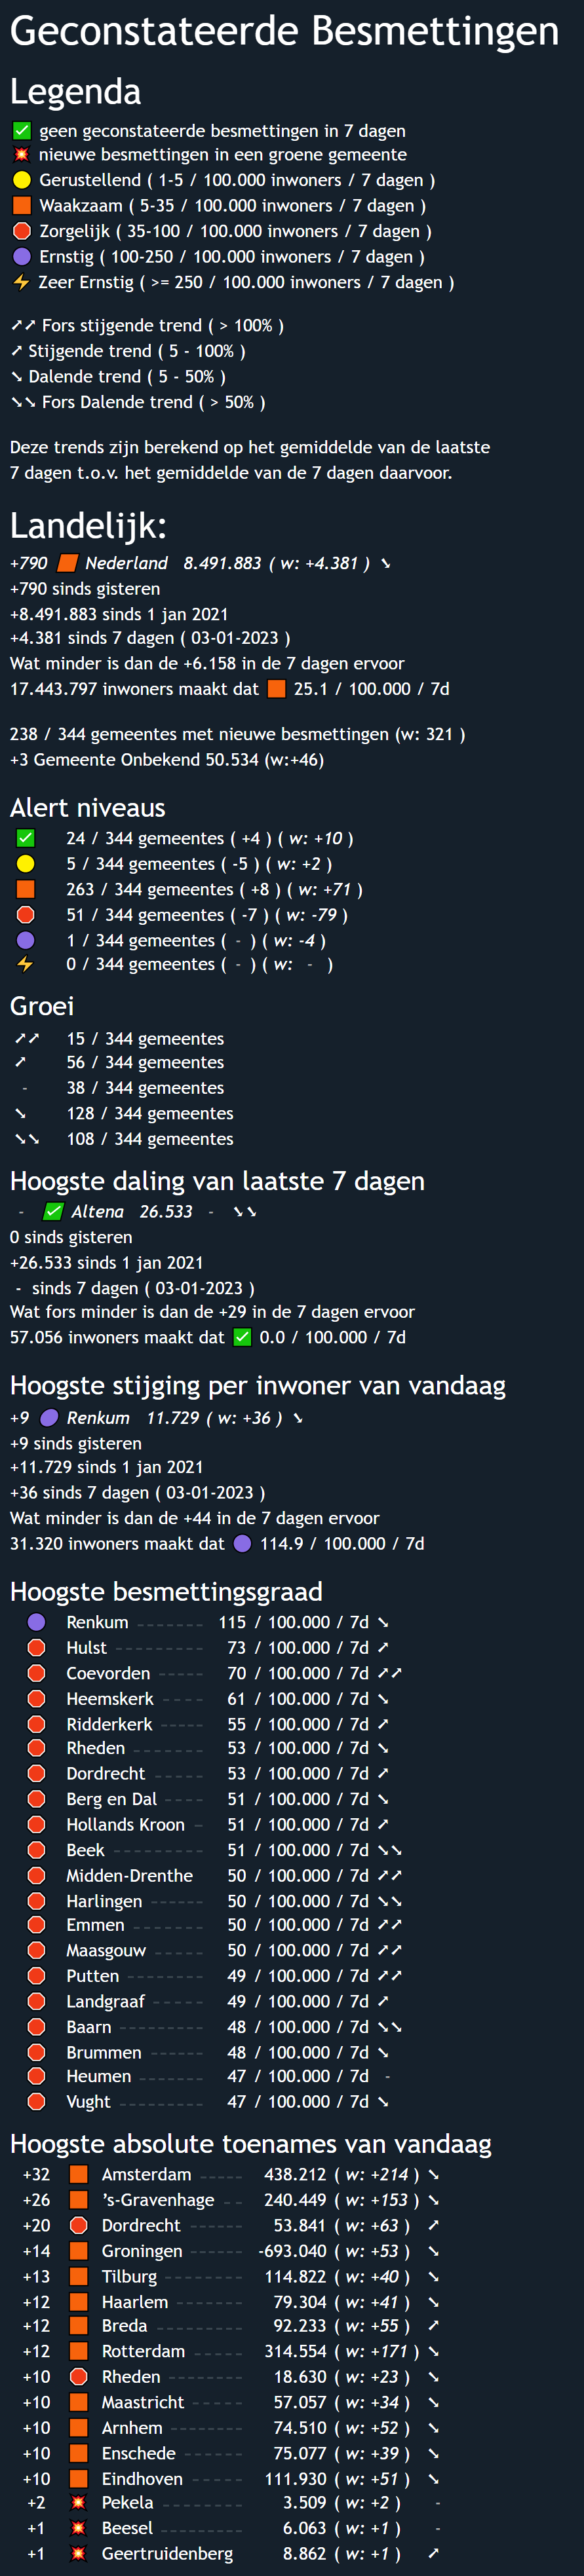 Geconstateerde Besmettingen
Legenda
✅ geen geconstateerde besmettingen in 7 dagen
💥 nieuwe besmettingen in een groene gemeente
🟡 Gerustellend ( 1-5 / 100.000 inwoners / 7 dagen )
🟧 Waakzaam ( 5-35 / 100.000 inwoners / 7 dagen )
🛑 Zorgelijk ( 35-100 / 100.000 inwoners / 7 dagen )
🟣 Ernstig ( 100-250 / 100.000 inwoners / 7 dagen )
⚡ Zeer Ernstig ( >= 250 / 100.000 inwoners / 7 dagen )
➚➚ Fors stijgende trend ( > 100% )
➚ Stijgende trend ( 5 - 100% )
➘ Dalende trend ( 5 - 50% )
➘➘ Fors Dalende trend ( > 50% )
Deze trends zijn berekend op het gemiddelde van de laatste
7 dagen t.o.v. het gemiddelde van de 7 dagen daarvoor.
Landelijk:
+790 🟧 Nederland 8.491.883 ( w: +4.381 ) ➘
+790 sinds gisteren
+8.491.883 sinds 1 jan 2021
+4.381 sinds 7 dagen ( 03-01-2023 )
Wat minder is dan de +6.158 in de 7 dagen ervoor
17.443.797 inwoners maakt dat 🟧 25.1 / 100.000 / 7d
238 / 344 gemeentes met nieuwe besmettingen (w: 321 )
+3 Gemeente Onbekend 50.534 (w:+46)
Alert niveaus
✅ 24 / 344 gemeentes ( +4 ) ( w: +10 )
🟡 5 / 344 gemeentes ( -5 ) ( w: +2 )
🟧 263 / 344 gemeentes ( +8 ) ( w: +71 )
🛑 51 / 344 gemeentes ( -7 ) ( w: -79 )
🟣 1 / 344 gemeentes ( - ) ( w: -4 )
⚡ 0 / 344 gemeentes ( - ) ( w: - )
Groei
➚➚ 15 / 344 gemeentes
➚ 56 / 344 gemeentes
- 38 / 344 gemeentes
➘ 128 / 344 gemeentes
➘➘ 108 / 344 gemeentes
Hoogste daling van laatste 7 dagen
- ✅ Altena 26.533 - ➘➘
0 sinds gisteren
+26.533 sinds 1 jan 2021
- sinds 7 dagen ( 03-01-2023 )
Wat fors minder is dan de +29 in de 7 dagen ervoor
57.056 inwoners maakt dat ✅ 0.0 / 100.000 / 7d
Hoogste stijging per inwoner van vandaag
+9 🟣 Renkum 11.729 ( w: +36 ) ➘
+9 sinds gisteren
+11.729 sinds 1 jan 2021
+36 sinds 7 dagen ( 03-01-2023 )
Wat minder is dan de +44 in de 7 dagen ervoor
31.320 inwoners maakt dat 🟣 114.9 / 100.000 / 7d
Hoogste besmettingsgraad
🟣 Renkum 115 / 100.000 / 7d ➘
🛑 Hulst 73 / 100.000 / 7d ➚
🛑 Coevorden 70 / 100.000 / 7d ➚➚
🛑 Heemskerk 61 / 100.000 / 7d ➘
🛑 Ridderkerk 55 / 100.000 / 7d ➚
🛑 Rheden 53 / 100.000 / 7d ➘
🛑 Dordrecht 53 / 100.000 / 7d ➚
🛑 Berg en Dal 51 / 100.000 / 7d ➘
🛑 Hollands Kroon 51 / 100.000 / 7d ➚
🛑 Beek 51 / 100.000 / 7d ➘➘
🛑 Midden-Drenthe 50 / 100.000 / 7d ➚➚
🛑 Harlingen 50 / 100.000 / 7d ➘➘
🛑 Emmen 50 / 100.000 / 7d ➚➚
🛑 Maasgouw 50 / 100.000 / 7d ➚➚
🛑 Putten 49 / 100.000 / 7d ➚➚
🛑 Landgraaf 49 / 100.000 / 7d ➚
🛑 Baarn 48 / 100.000 / 7d ➘➘
🛑 Brummen 48 / 100.000 / 7d ➘
🛑 Heumen 47 / 100.000 / 7d -
🛑 Vught 47 / 100.000 / 7d ➘
Hoogste absolute toenames van vandaag
+32 🟧 Amsterdam 438.212 ( w: +214 ) ➘
+26 🟧 's-Gravenhage 240.449 ( w: +153 ) ➘
+20 🛑 Dordrecht 53.841 ( w: +63 ) ➚
+14 🟧 Groningen -693.040 ( w: +53 ) ➘
+13 🟧 Tilburg 114.822 ( w: +40 ) ➘
+12 🟧 Haarlem 79.304 ( w: +41 ) ➘
+12 🟧 Breda 92.233 ( w: +55 ) ➚
+12 🟧 Rotterdam 314.554 ( w: +171 ) ➘
+10 🛑 Rheden 18.630 ( w: +23 ) ➘
+10 🟧 Maastricht 57.057 ( w: +34 ) ➘
+10 🟧 Arnhem 74.510 ( w: +52 ) ➘
+10 🟧 Enschede 75.077 ( w: +39 ) ➘
+10 🟧 Eindhoven 111.930 ( w: +51 ) ➘
+2 💥 Pekela 3.509 ( w: +2 ) -
+1 💥 Beesel 6.063 ( w: +1 ) -
+1 💥 Geertruidenberg 8.862 ( w: +1 ) ➚